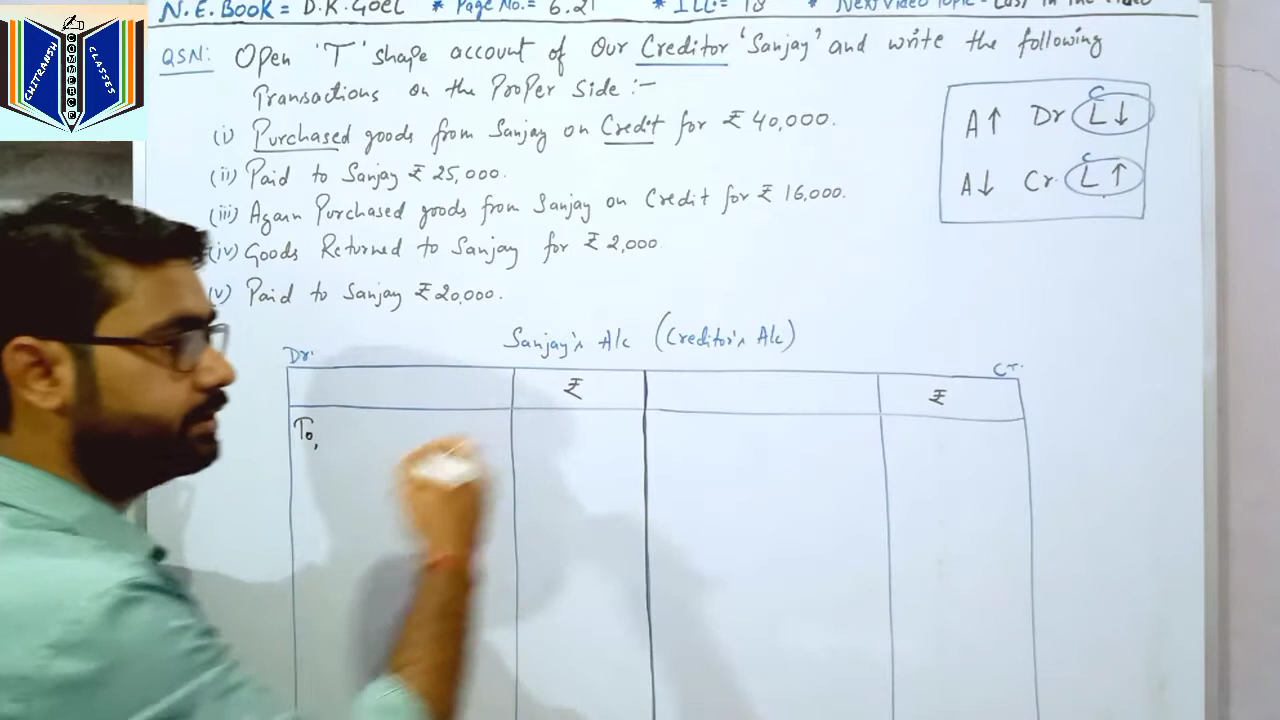 N.E.Book = D.K.Goel * Page No.= 6.21 * ILL.= 18 * Next Video Topic - Last in the Video
QSN: Open 'T' shape account of Our Creditor 'Sanjay' and write the following
Transactions on the Proper Side :-
(i) Purchased goods from Sanjay on Credit for ₹ 40,000.
(ii) Paid to Sanjay ₹ 25,000.
(iii) Again Purchased goods from Sanjay on Credit for ₹ 16,000.
(iv) Goods Returned to Sanjay for ₹ 2,000
(v) Paid to Sanjay ₹ 20,000.
C
A↑ Dr L↓
C
A↓ Cr. L↑
Sanjay's A/c (Creditor's A/c)
Dr. Cr.
₹ ₹
To,
CHITRANSH COMMERCE CLASSES